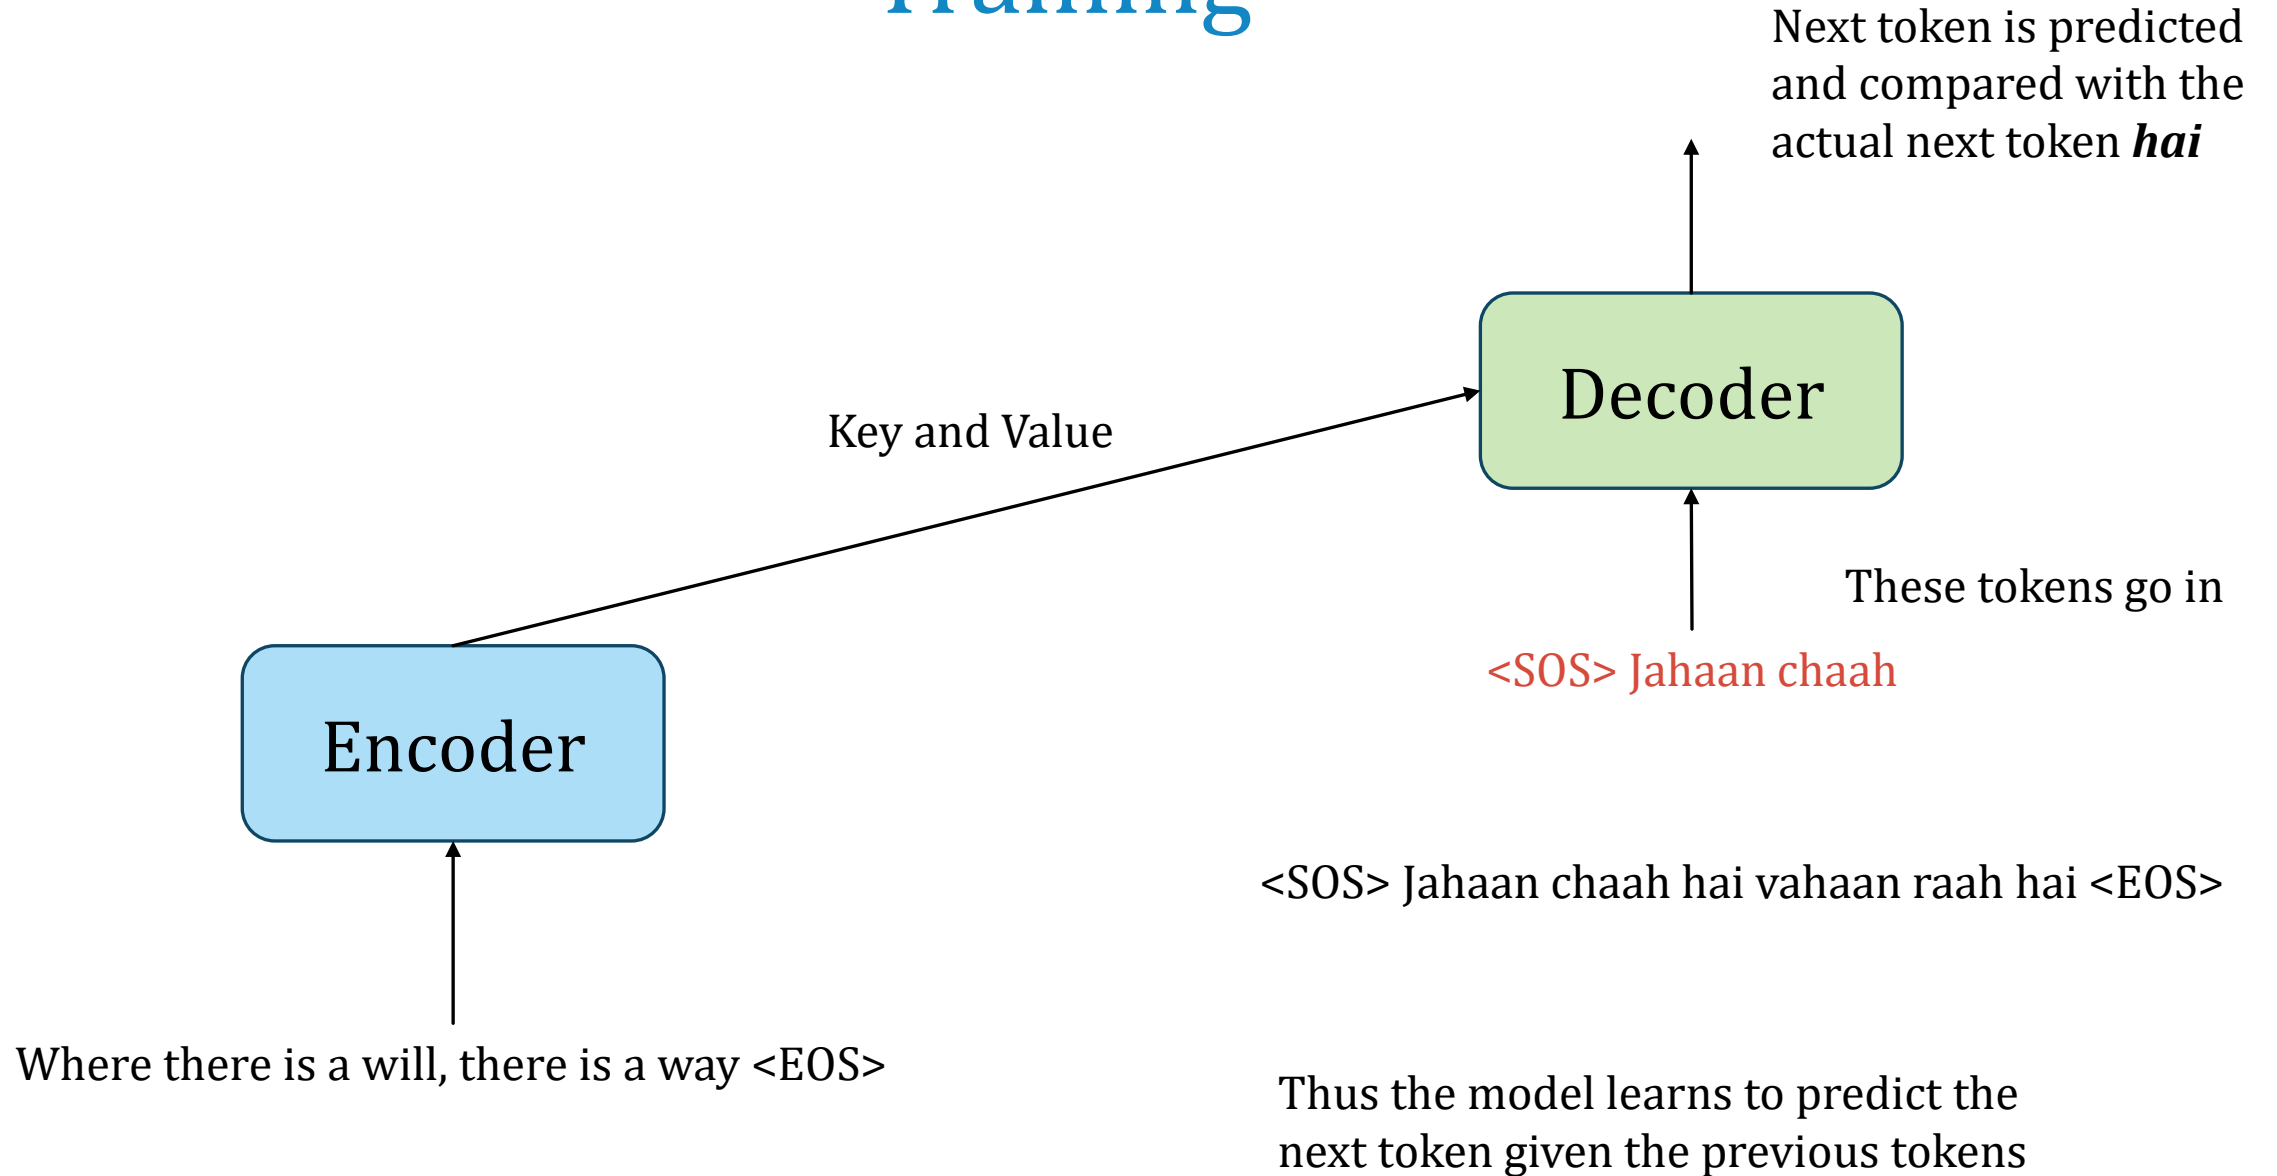 Training
Next token is predicted
and compared with the
actual next token hai
Decoder
Key and Value
These tokens go in
<SOS> Jahaan chaah
Encoder
<SOS> Jahaan chaah hai vahaan raah hai <EOS>
Where there is a will, there is a way <EOS>
Thus the model learns to predict the
next token given the previous tokens